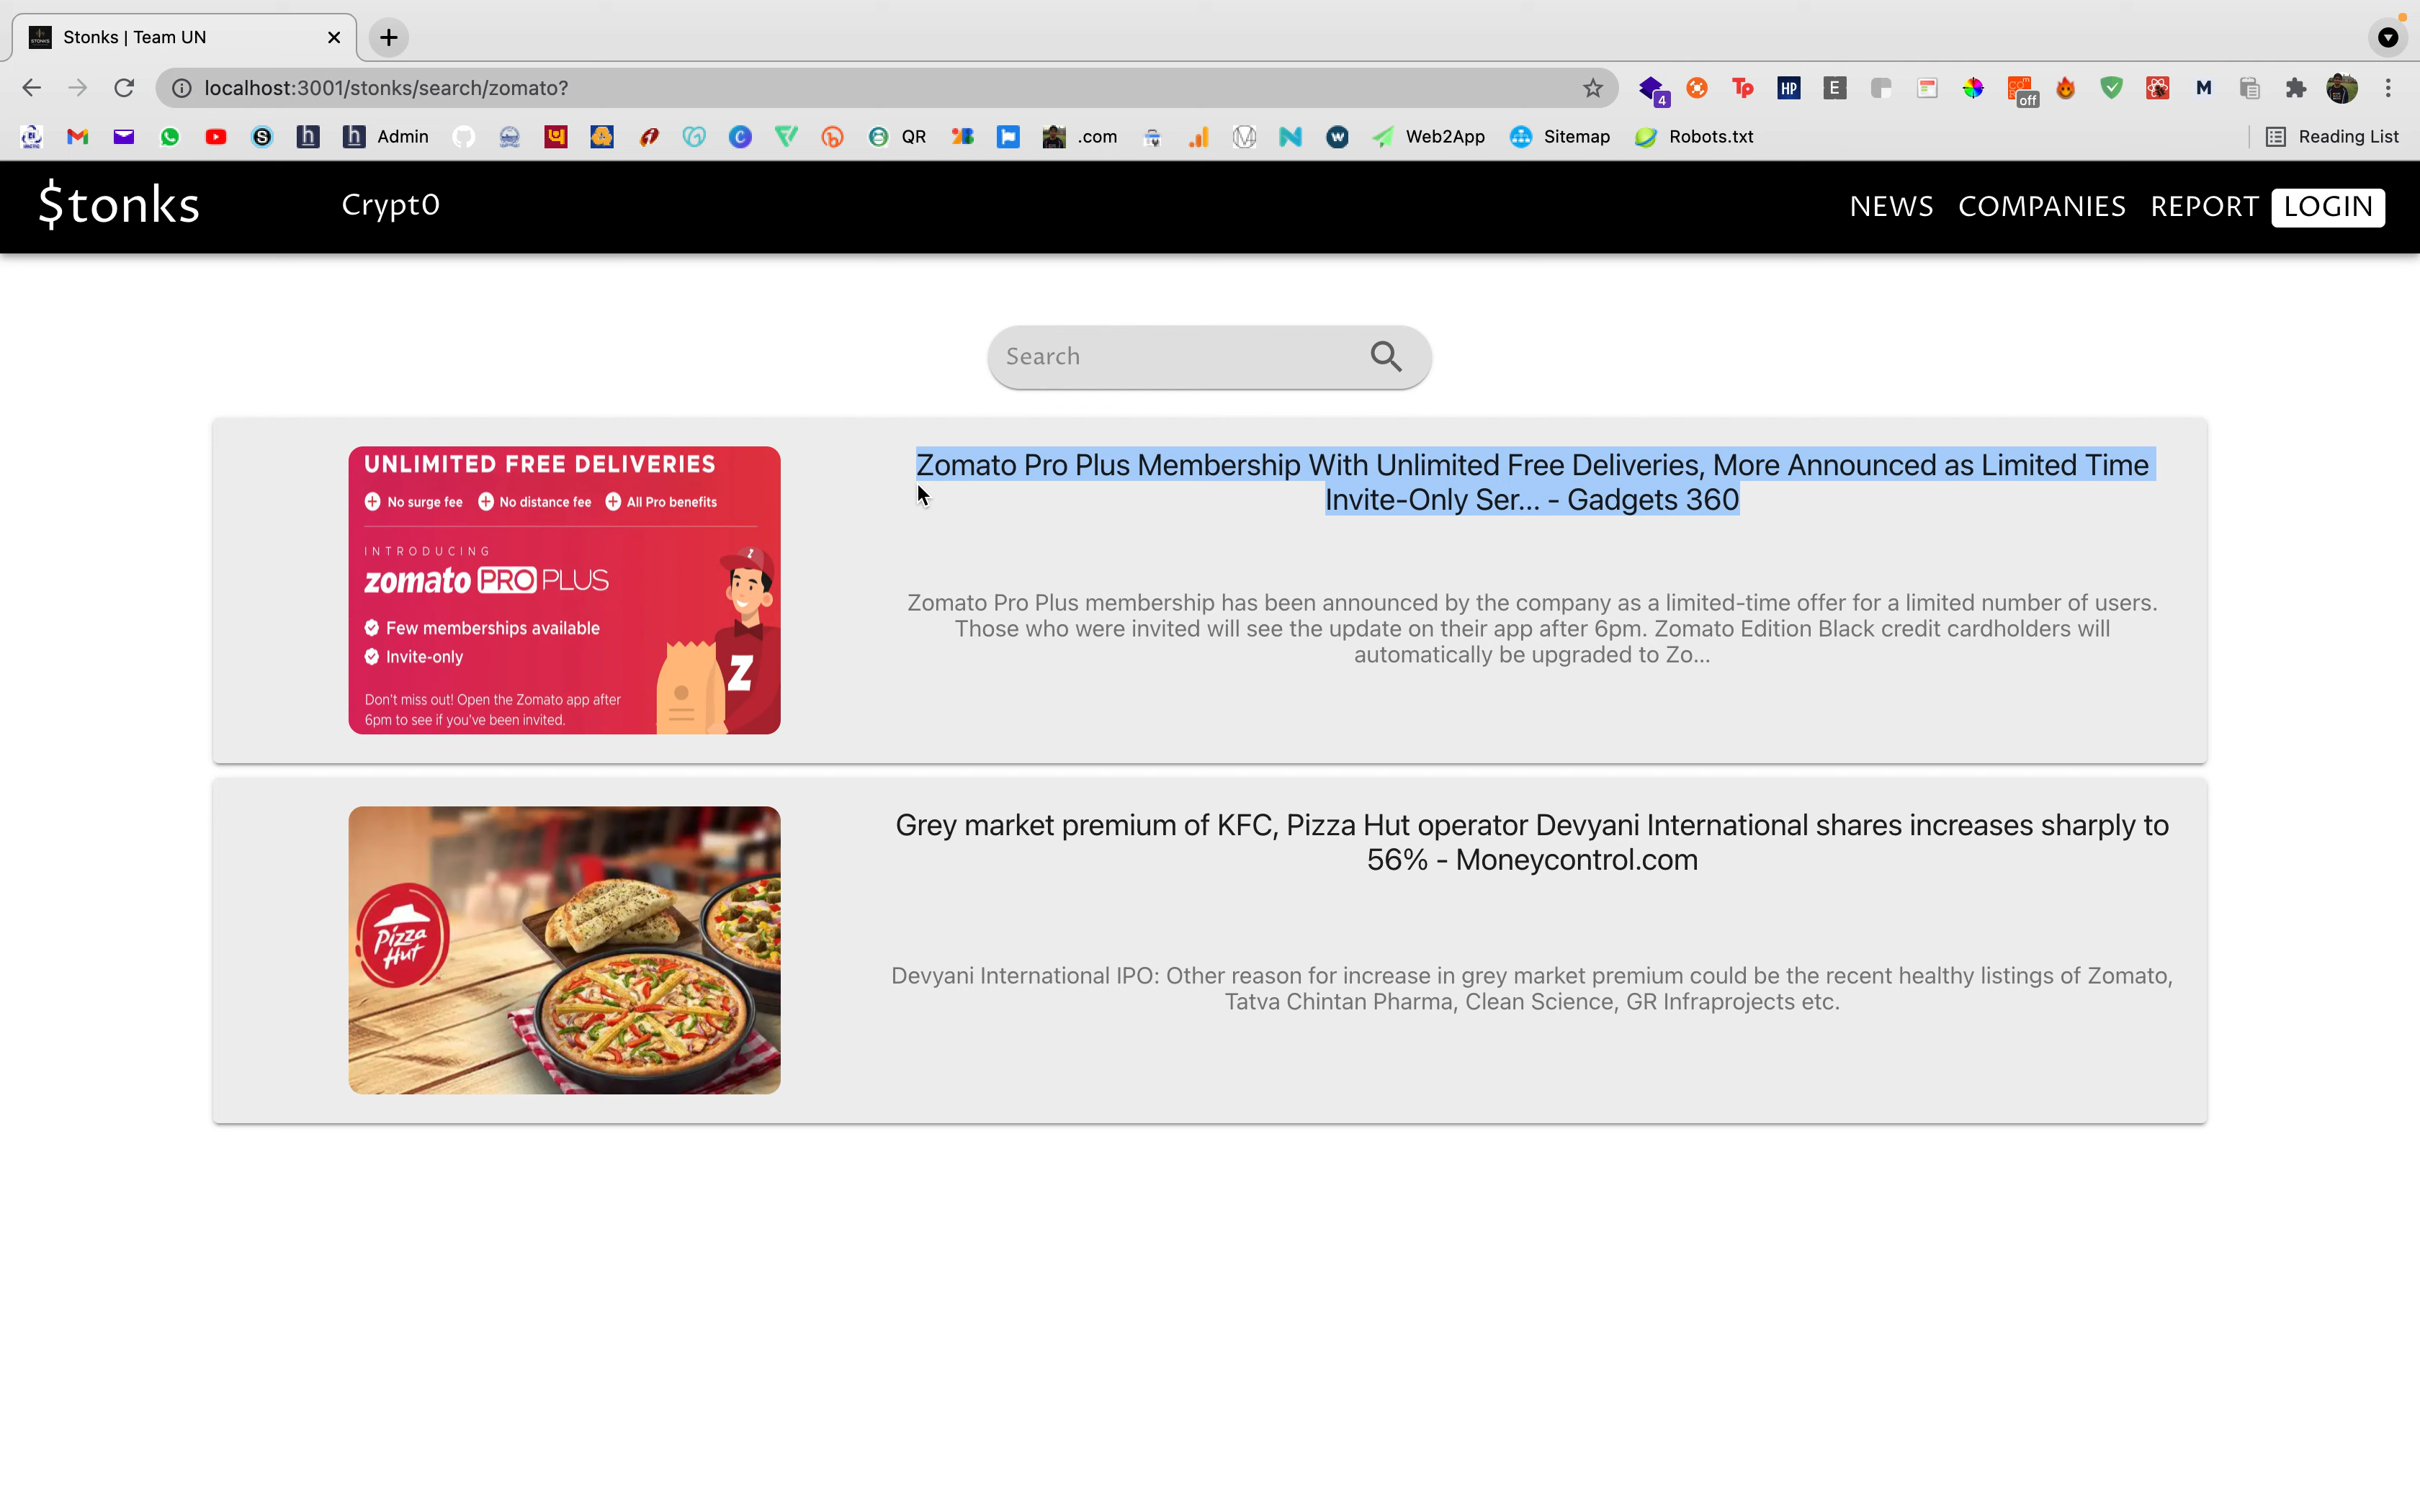 Stonks | Team UN
localhost:3001/stonks/search/zomato?
4
Tp
HP
E
off
M
h
h Admin
QR
.com
Web2App
Sitemap
Robots.txt
Reading List
$tonks
Crypt0
NEWS
COMPANIES
REPORT
LOGIN
Search
UNLIMITED FREE DELIVERIES
No surge fee
No distance fee
All Pro benefits
INTRODUCING
zomato PRO PLUS
Few memberships available
Invite-only
Don't miss out! Open the Zomato app after
6pm to see if you've been invited.
Z
Zomato Pro Plus Membership With Unlimited Free Deliveries, More Announced as Limited Time
Invite-Only Ser... - Gadgets 360
Zomato Pro Plus membership has been announced by the company as a limited-time offer for a limited number of users.
Those who were invited will see the update on their app after 6pm. Zomato Edition Black credit cardholders will
automatically be upgraded to Zo...
Pizza
Hut
Grey market premium of KFC, Pizza Hut operator Devyani International shares increases sharply to
56% - Moneycontrol.com
Devyani International IPO: Other reason for increase in grey market premium could be the recent healthy listings of Zomato,
Tatva Chintan Pharma, Clean Science, GR Infraprojects etc.